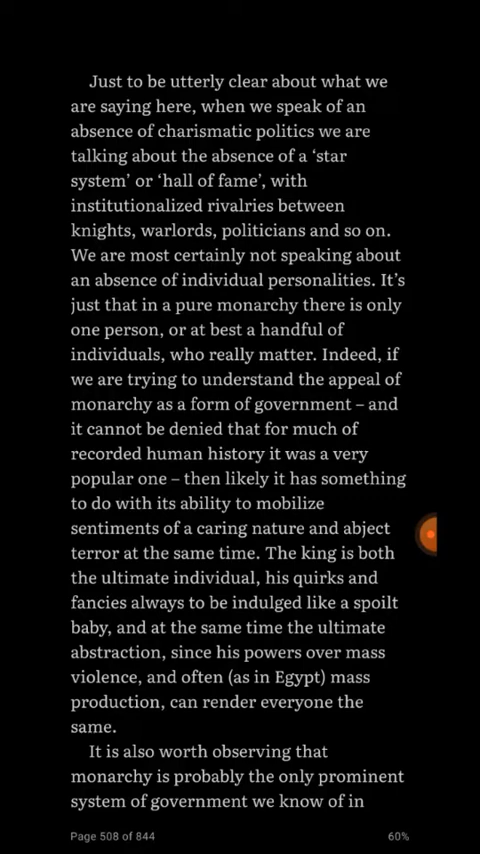 Just to be utterly clear about what we
are saying here, when we speak of an
absence of charismatic politics we are
talking about the absence of a ‘star
system’ or ‘hall of fame’, with
institutionalized rivalries between
knights, warlords, politicians and so on.
We are most certainly not speaking about
an absence of individual personalities. It’s
just that in a pure monarchy there is only
one person, or at best a handful of
individuals, who really matter. Indeed, if
we are trying to understand the appeal of
monarchy as a form of government – and
it cannot be denied that for much of
recorded human history it was a very
popular one – then likely it has something
to do with its ability to mobilize
sentiments of a caring nature and abject
terror at the same time. The king is both
the ultimate individual, his quirks and
fancies always to be indulged like a spoilt
baby, and at the same time the ultimate
abstraction, since his powers over mass
violence, and often (as in Egypt) mass
production, can render everyone the
same.
It is also worth observing that
monarchy is probably the only prominent
system of government we know of in
Page 508 of 844 60%